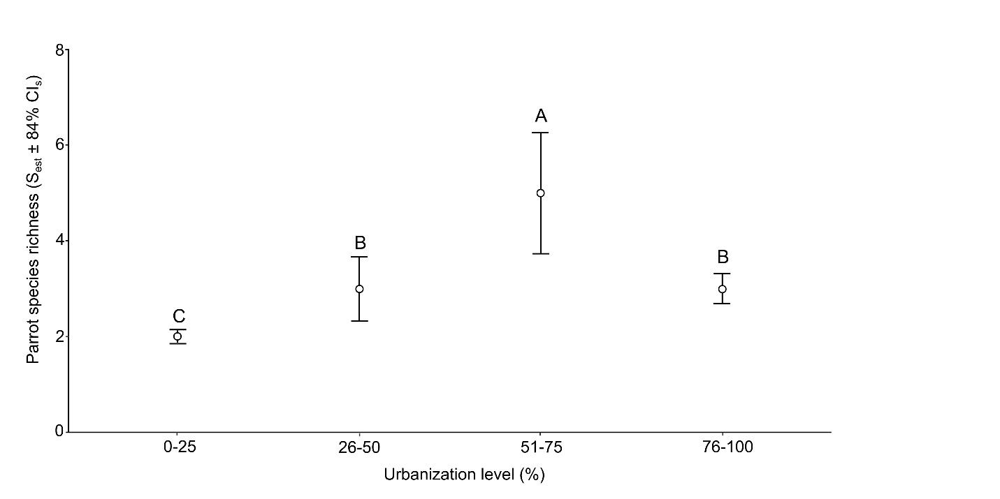 8
6
4
2
0
Parrot species richness (Sest ± 84% CIs)
A
B
B
C
0-25
26-50
51-75
76-100
Urbanization level (%)